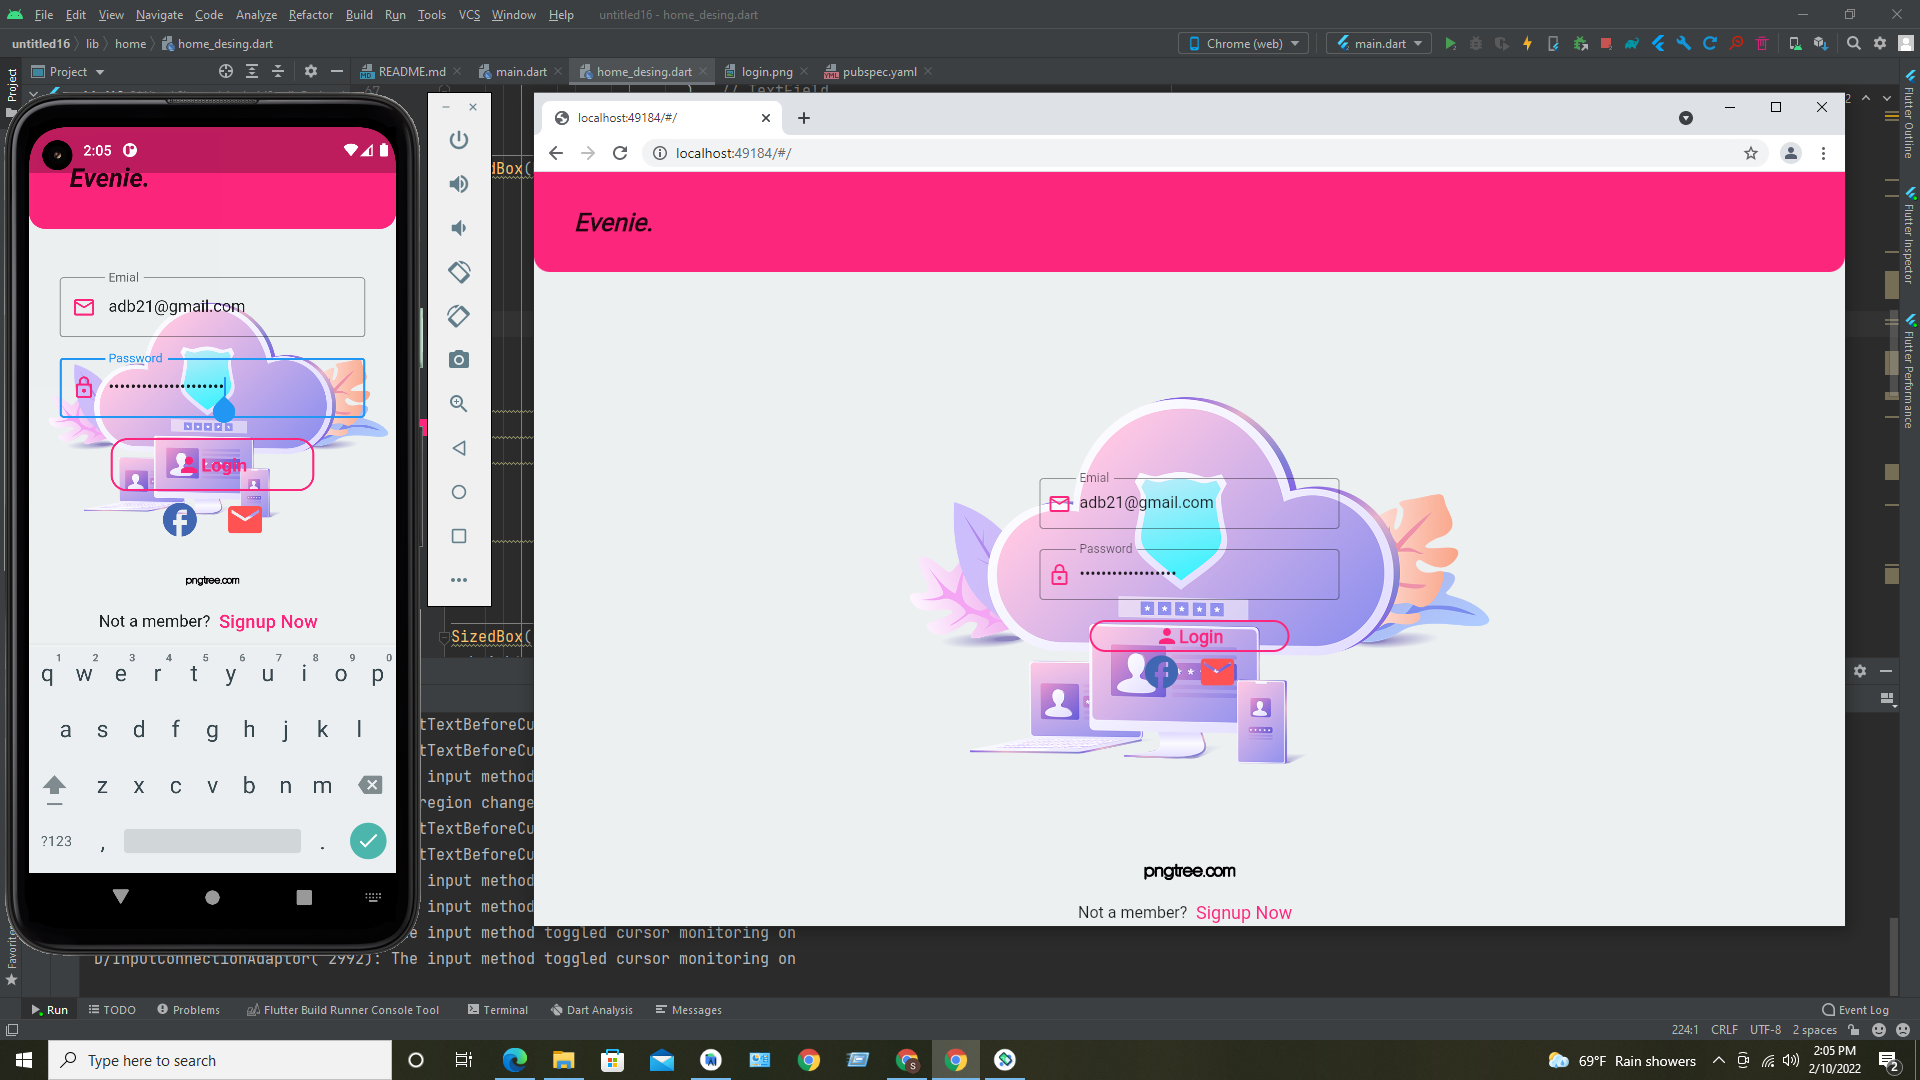 File Edit View Navigate Code Analyze Refactor Build Run Tools VCS Window Help untitled16 - home_desing.dart
untitled16 lib home home_desing.dart
Chrome (web) main.dart
Project
Project
README.md main.dart home_desing.dart login.png pubspec.yaml
67 // TextField
2
Flutter Outline
Flutter Inspector
Flutter Performance
2:05
Evenie.
Emial
adb21@gmail.com
Password
Login
pngtree.com
Not a member? Signup Now
1 2 3 4 5 6 7 8 9 0
q w e r t y u i o p
a s d f g h j k l
z x c v b n m
?123 , .
dBox(
SizedBox(
localhost:49184/#/
localhost:49184/#/
Evenie.
Emial
adb21@gmail.com
Password
Login
pngtree.com
Not a member? Signup Now
tTextBeforeCu
tTextBeforeCu
input method
region change
tTextBeforeCu
tTextBeforeCu
input method
input method
e input method toggled cursor monitoring on
D/InputConnectionAdaptor( 2992): The input method toggled cursor monitoring on
Favorites
Run TODO Problems Flutter Build Runner Console Tool Terminal Dart Analysis Messages Event Log
224:1 CRLF UTF-8 2 spaces
Type here to search
69°F Rain showers
2:05 PM
2/10/2022
2